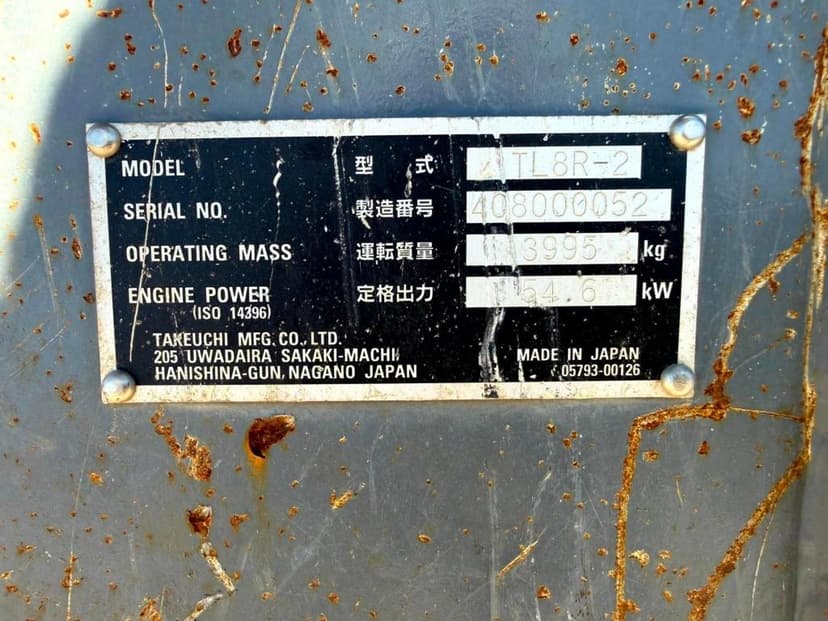 MODEL 型 式 TL8R-2
SERIAL NO. 製造番号 408000052
OPERATING MASS 運転質量 3995 kg
ENGINE POWER 定格出力 54.6 kW
(ISO 14396)
TAKEUCHI MFG. CO., LTD.
205 UWADAIRA SAKAKI-MACHI, MADE IN JAPAN
HANISHINA-GUN, NAGANO JAPAN 05793-00126